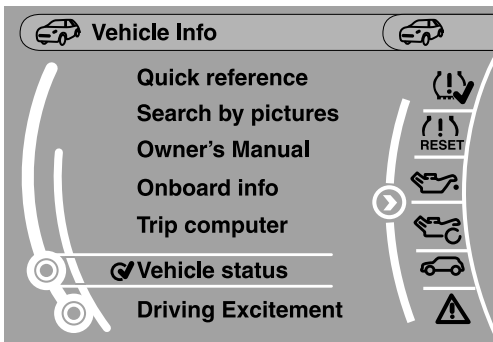 Vehicle Info
Quick reference
Search by pictures
Owner's Manual
Onboard info
Trip computer
Vehicle status
Driving Excitement
RESET